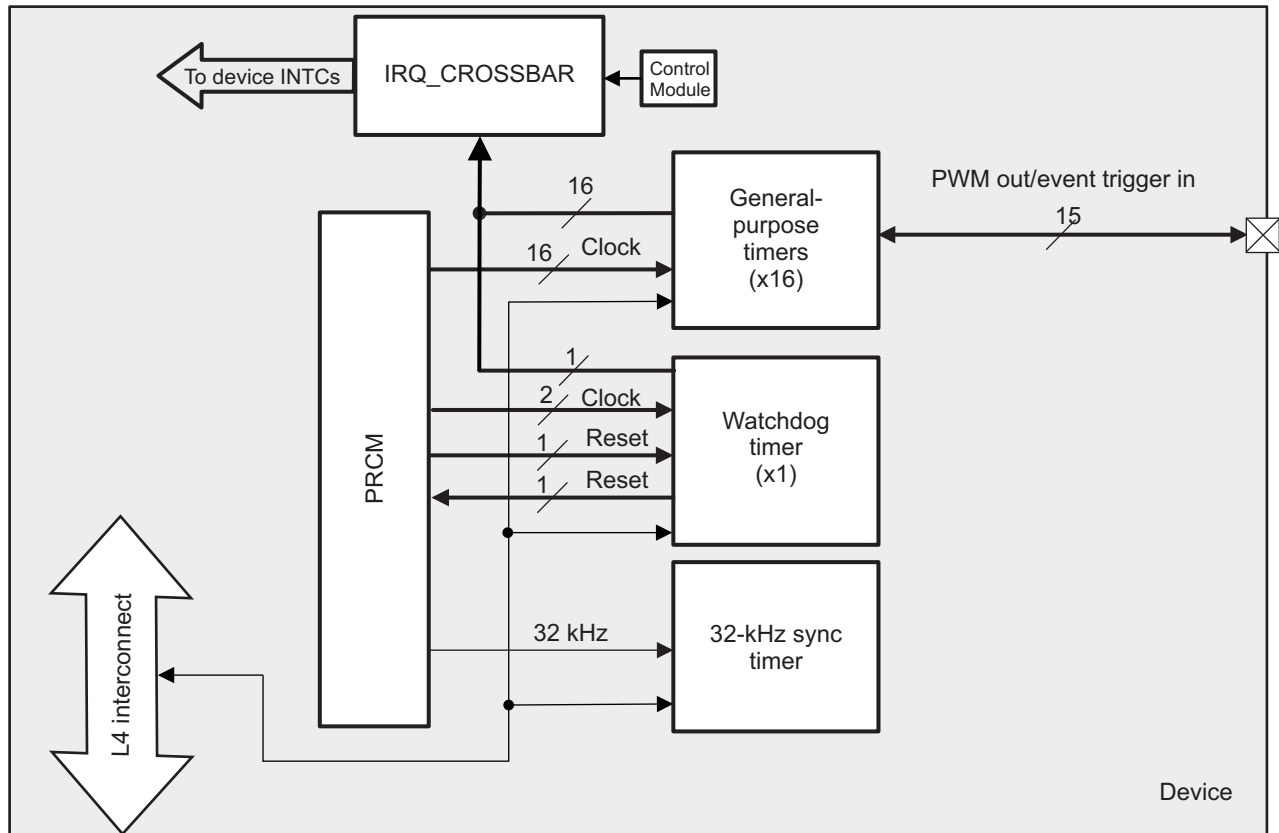 To device INTCs
IRQ_CROSSBAR
Control
Module
16
General-
purpose
timers
(x16)
PWM out/event trigger in
15
16 Clock
1
2 Clock
1 Reset
1 Reset
Watchdog
timer
(x1)
PRCM
32 kHz
32-kHz sync
timer
L4 interconnect
Device